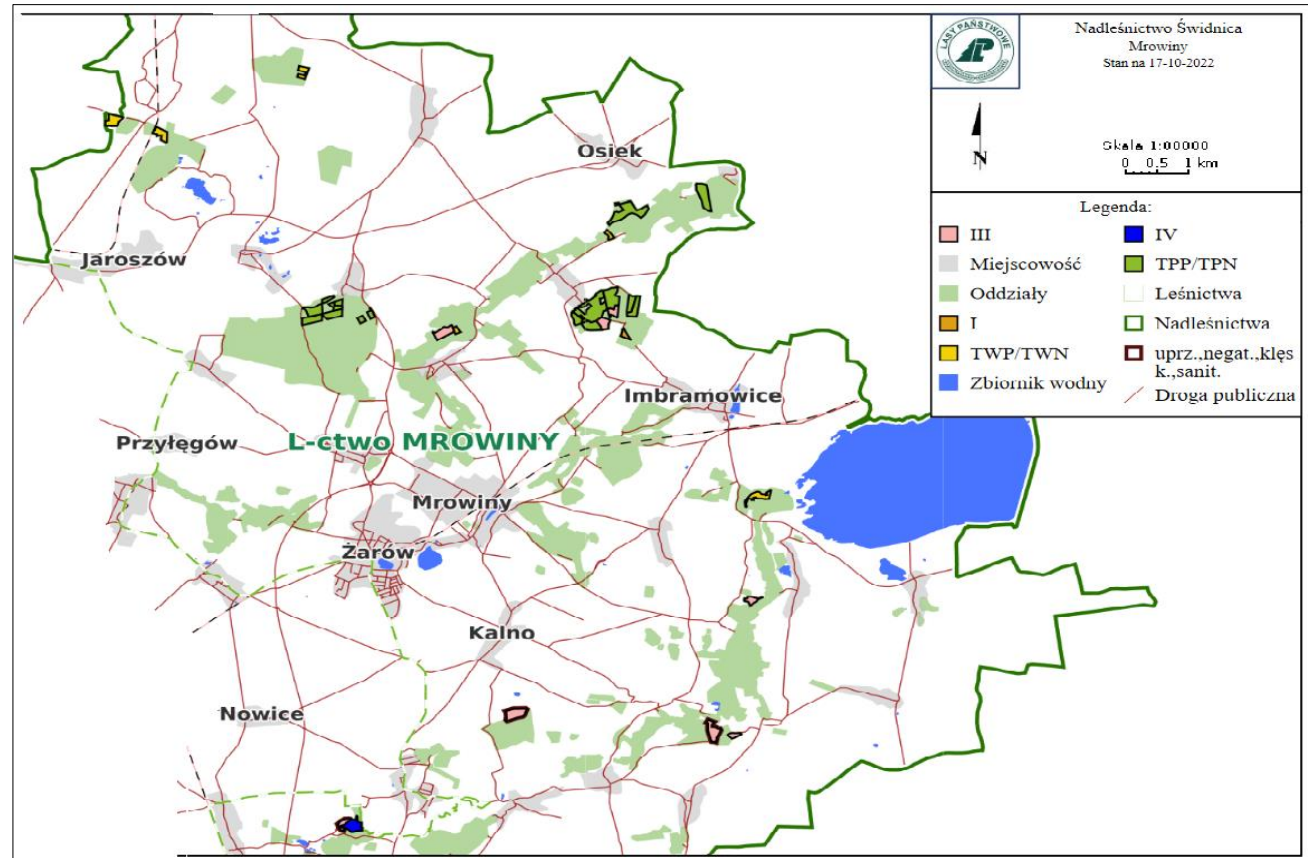 Nadleśnictwo Świdnica
Mrowiny
Stan na 17-10-2022
LASY PAŃSTWOWE
N
Skala 1:00000
0 0.5 1 km
Legenda:
III
IV
Miejscowość
TPP/TPN
Oddziały
Leśnictwa
I
Nadleśnictwa
TWP/TWN
uprz.,negat.,klęs
k.,sanit.
Zbiornik wodny
Droga publiczna
Osiek
Jaroszów
Imbramowice
Przyłęgów
L-ctwo MROWINY
Mrowiny
Żarów
Kalno
Nowice